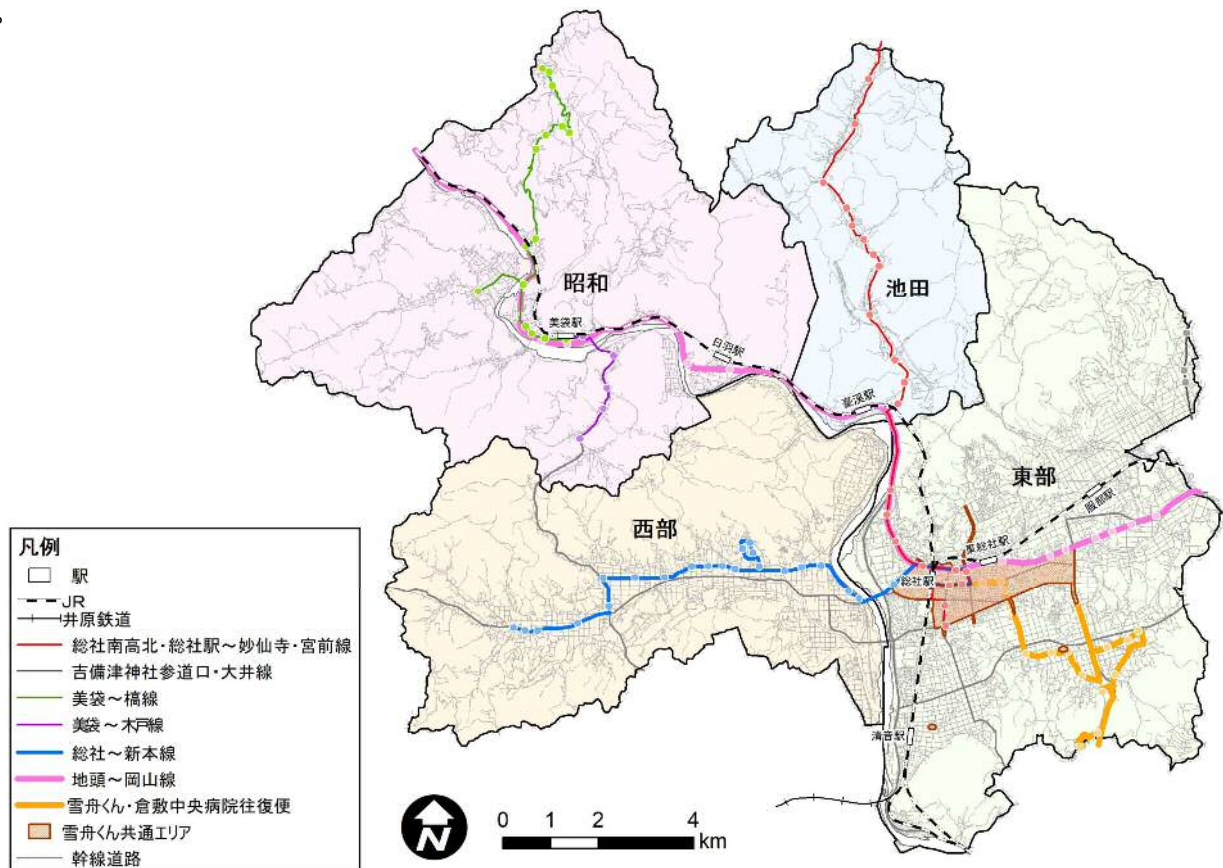 昭和
池田
東部
西部
美袋駅
日羽駅
豪渓駅
服部駅
東総社駅
総社駅
清音駅
凡例
駅
JR
井原鉄道
総社南高北・総社駅～妙仙寺・宮前線
吉備津神社参道口・大井線
美袋～槁線
美袋～木戸線
総社～新本線
地頭～岡山線
雪舟くん・倉敷中央病院往復便
雪舟くん共通エリア
幹線道路
N
0 1 2 4
km